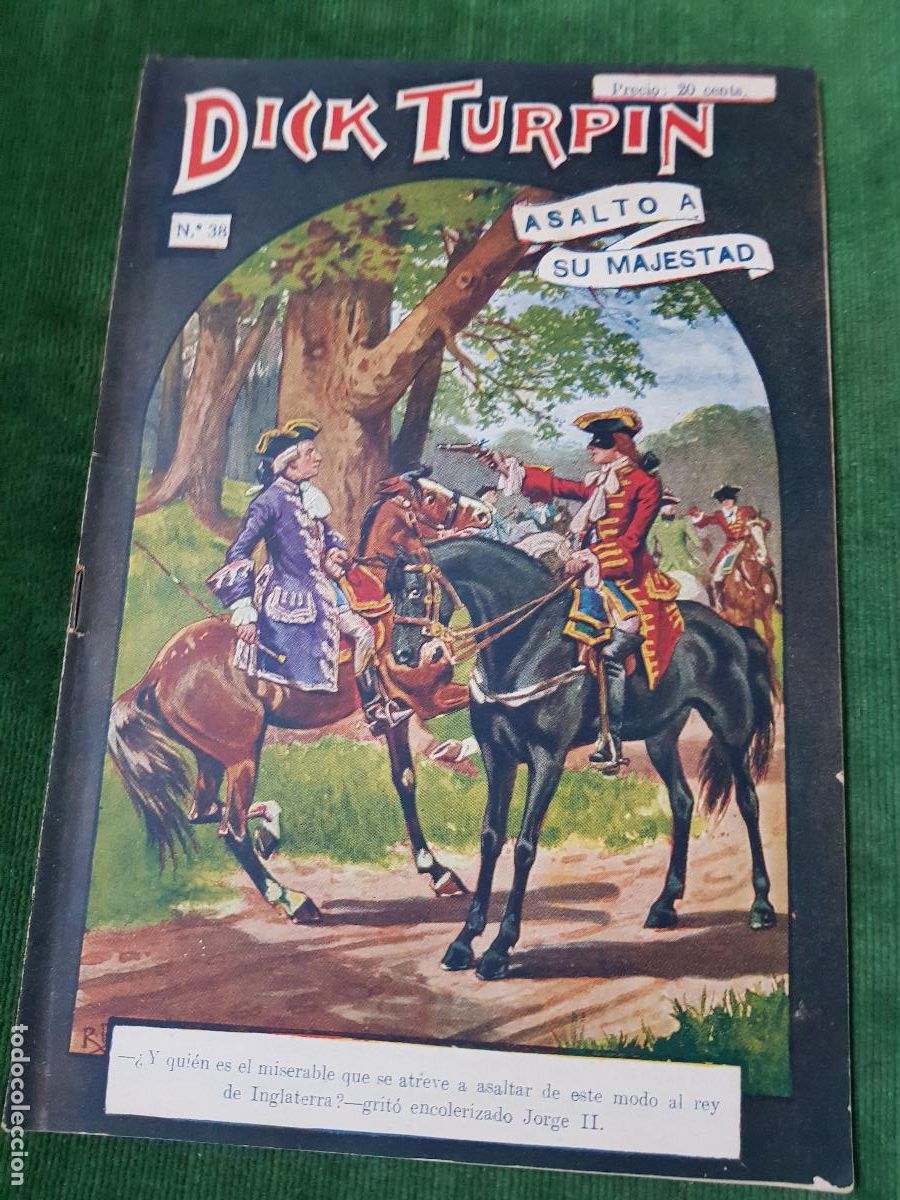 Precio: 20 cents.
DICK TURPIN
ASALTO A
SU MAJESTAD
N.º 38
—¿Y quién es el miserable que se atreve a asaltar de este modo al rey
de Inglaterra?—gritó encolerizado Jorge II.
todocoleccion